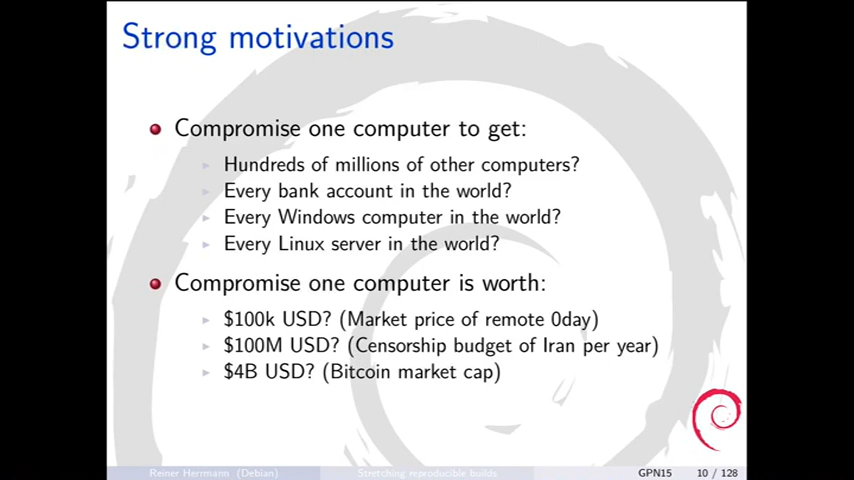 Strong motivations
Compromise one computer to get:
Hundreds of millions of other computers?
Every bank account in the world?
Every Windows computer in the world?
Every Linux server in the world?
Compromise one computer is worth:
$100k USD? (Market price of remote 0day)
$100M USD? (Censorship budget of Iran per year)
$4B USD? (Bitcoin market cap)
Reiner Herrmann (Debian) Stretching reproducible builds GPN15 10 / 128